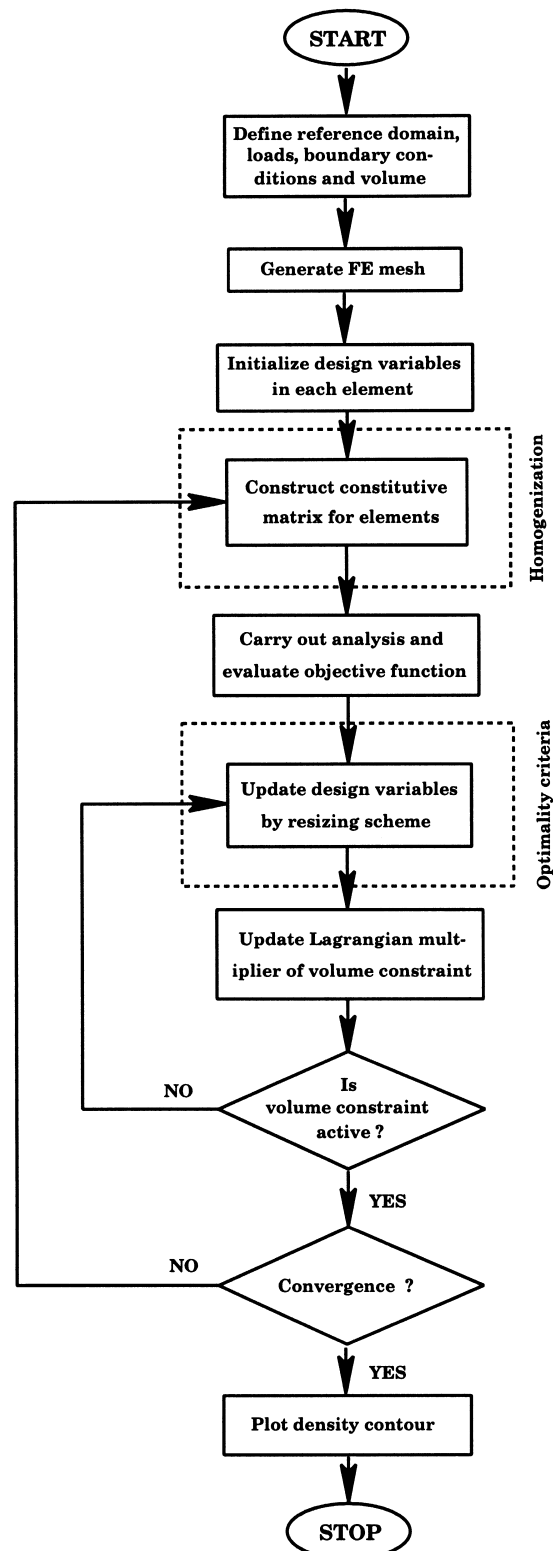 START
Define reference domain,
loads, boundary con-
ditions and volume
Generate FE mesh
Initialize design variables
in each element
Construct constitutive
matrix for elements
Homogenization
Carry out analysis and
evaluate objective function
Update design variables
by resizing scheme
Optimality criteria
Update Lagrangian mult-
iplier of volume constraint
Is
volume constraint
active ?
NO
YES
Convergence ?
NO
YES
Plot density contour
STOP